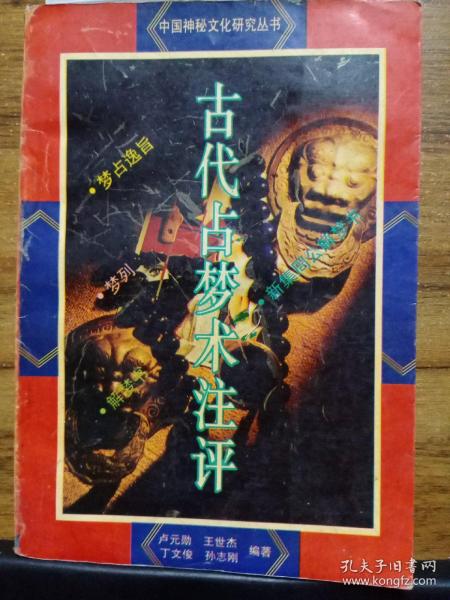 中国神秘文化研究丛书
古代占梦术注评
·梦占逸旨
·新集周公解梦书
·梦列
·解梦书
卢元勋 王世杰
丁文俊 孙志刚
编著
孔夫子旧书网
www.kongfz.com